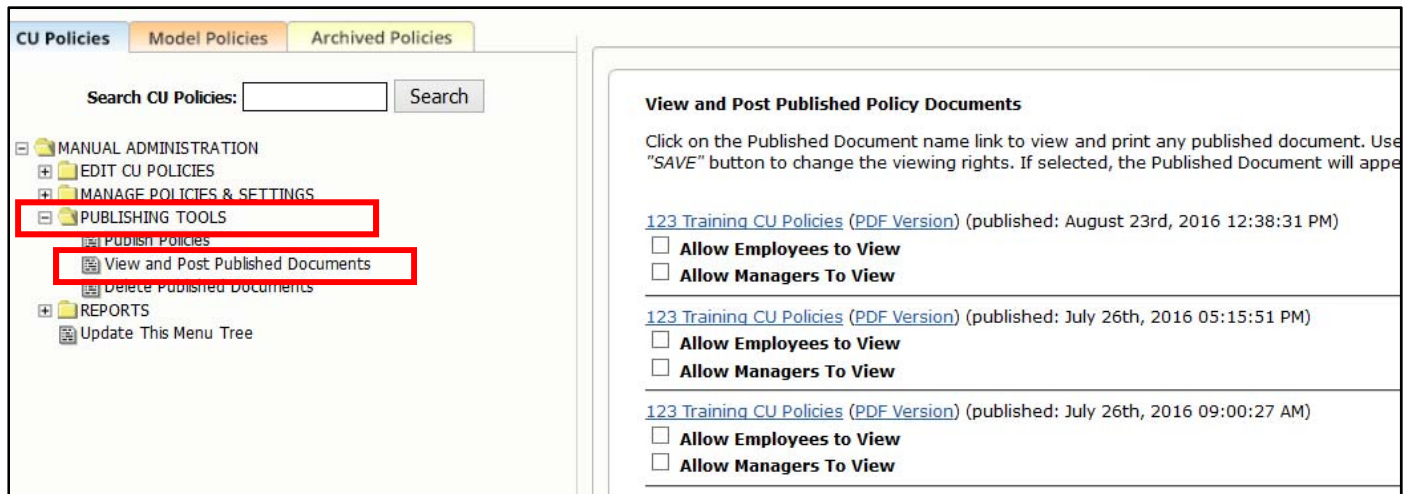 CU Policies
Model Policies
Archived Policies
Search CU Policies:
Search
MANUAL ADMINISTRATION
EDIT CU POLICIES
MANAGE POLICIES & SETTINGS
PUBLISHING TOOLS
Publish Policies
View and Post Published Documents
Delete Published Documents
REPORTS
Update This Menu Tree
View and Post Published Policy Documents
Click on the Published Document name link to view and print any published document. Use
"SAVE" button to change the viewing rights. If selected, the Published Document will appe
123 Training CU Policies (PDF Version) (published: August 23rd, 2016 12:38:31 PM)
Allow Employees to View
Allow Managers To View
123 Training CU Policies (PDF Version) (published: July 26th, 2016 05:15:51 PM)
Allow Employees to View
Allow Managers To View
123 Training CU Policies (PDF Version) (published: July 26th, 2016 09:00:27 AM)
Allow Employees to View
Allow Managers To View